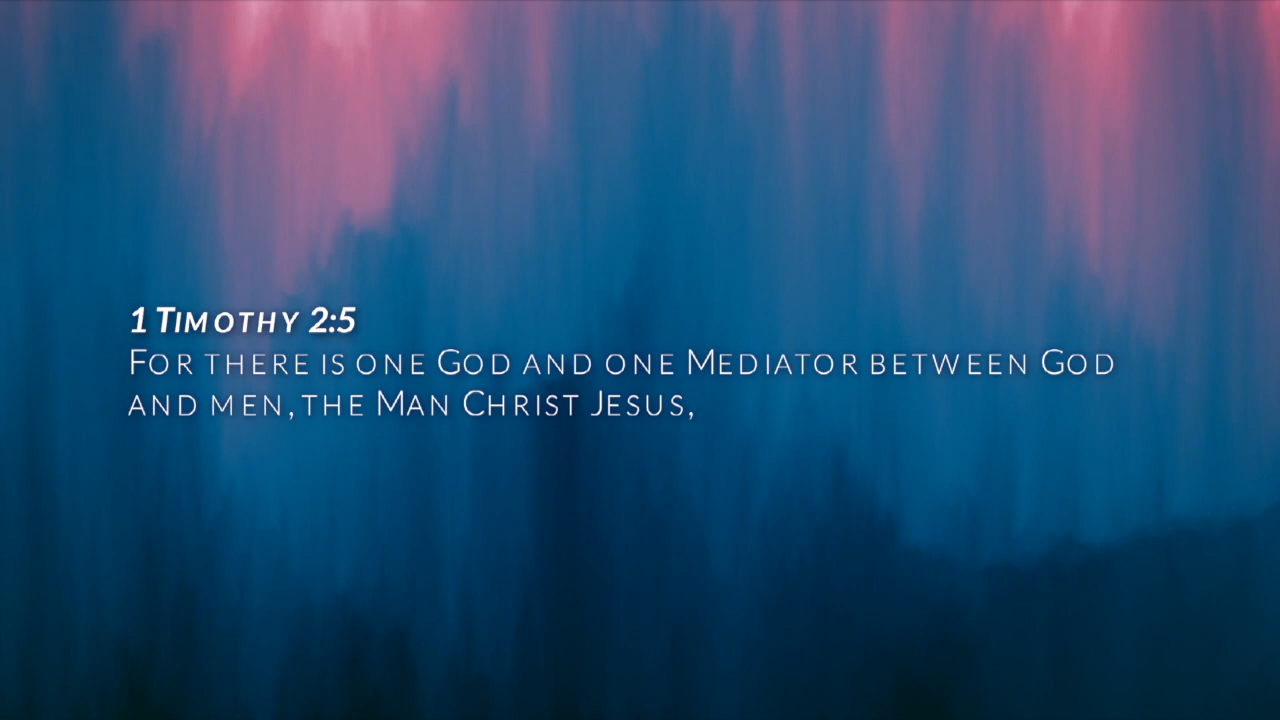 1 Timothy 2:5
For there is one God and one Mediator between God
and men, the Man Christ Jesus,